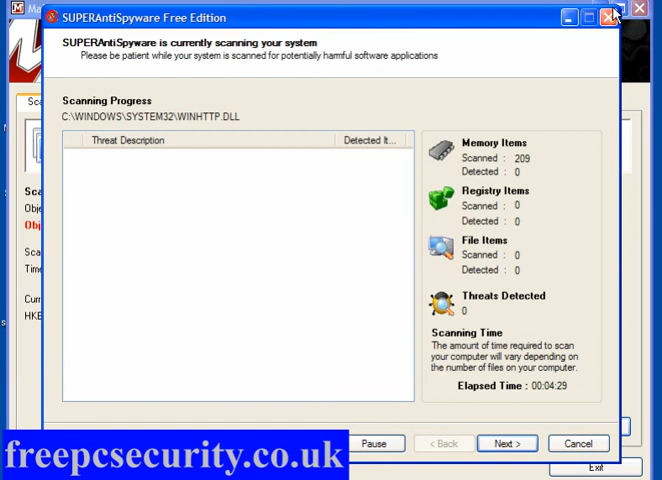 Ma
SUPERAntiSpyware Free Edition
SUPERAntiSpyware is currently scanning your system
Please be patient while your system is scanned for potentially harmful software applications
Sca
Scanning Progress
C:\WINDOWS\SYSTEM32\WINHTTP.DLL
Threat Description
Detected It...
Memory Items
Scanned : 209
Detected : 0
Registry Items
Scanned : 0
Detected : 0
File Items
Scanned : 0
Detected : 0
Threats Detected
0
Scanning Time
The amount of time required to scan
your computer will vary depending on
the number of files on your computer.
Elapsed Time : 00:04:29
Sca
Obje
Obj
Sca
Time
Curr
HKE
Pause
< Back
Next >
Cancel
Exit
freepcsecurity.co.uk